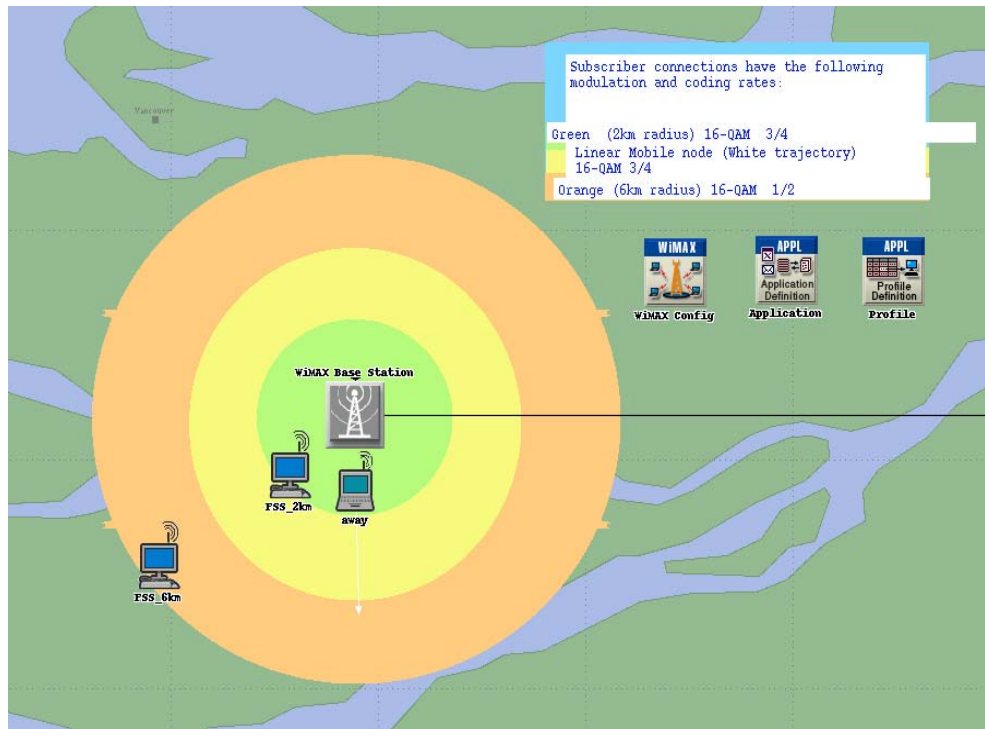 Subscriber connections have the following
modulation and coding rates:
Vancouver
Green (2km radius) 16-QAM 3/4
Linear Mobile node (White trajectory)
16-QAM 3/4
Orange (6km radius) 16-QAM 1/2
WiMAX
APPL
APPL
Application
Definition
Profile
Definition
WiMAX Config
Application
Profile
WiMAX Base Station
FSS_2km
away
FSS_6km